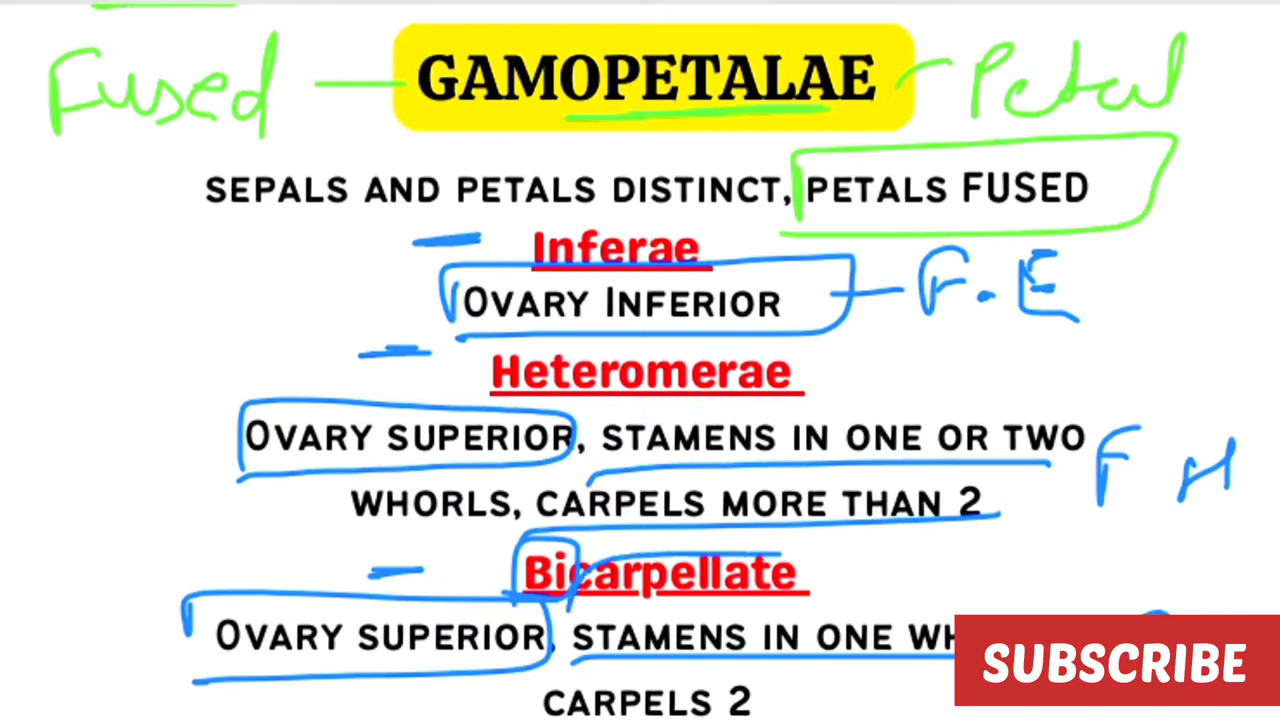 Fused GAMOPETALAE Petal
SEPALS AND PETALS DISTINCT, PETALS FUSED
Inferae
OVARY INFERIOR F.E
Heteromerae
OVARY SUPERIOR, STAMENS IN ONE OR TWO F H
WHORLS, CARPELS MORE THAN 2
Bicarpellate
OVARY SUPERIOR, STAMENS IN ONE WH
SUBSCRIBE
CARPELS 2